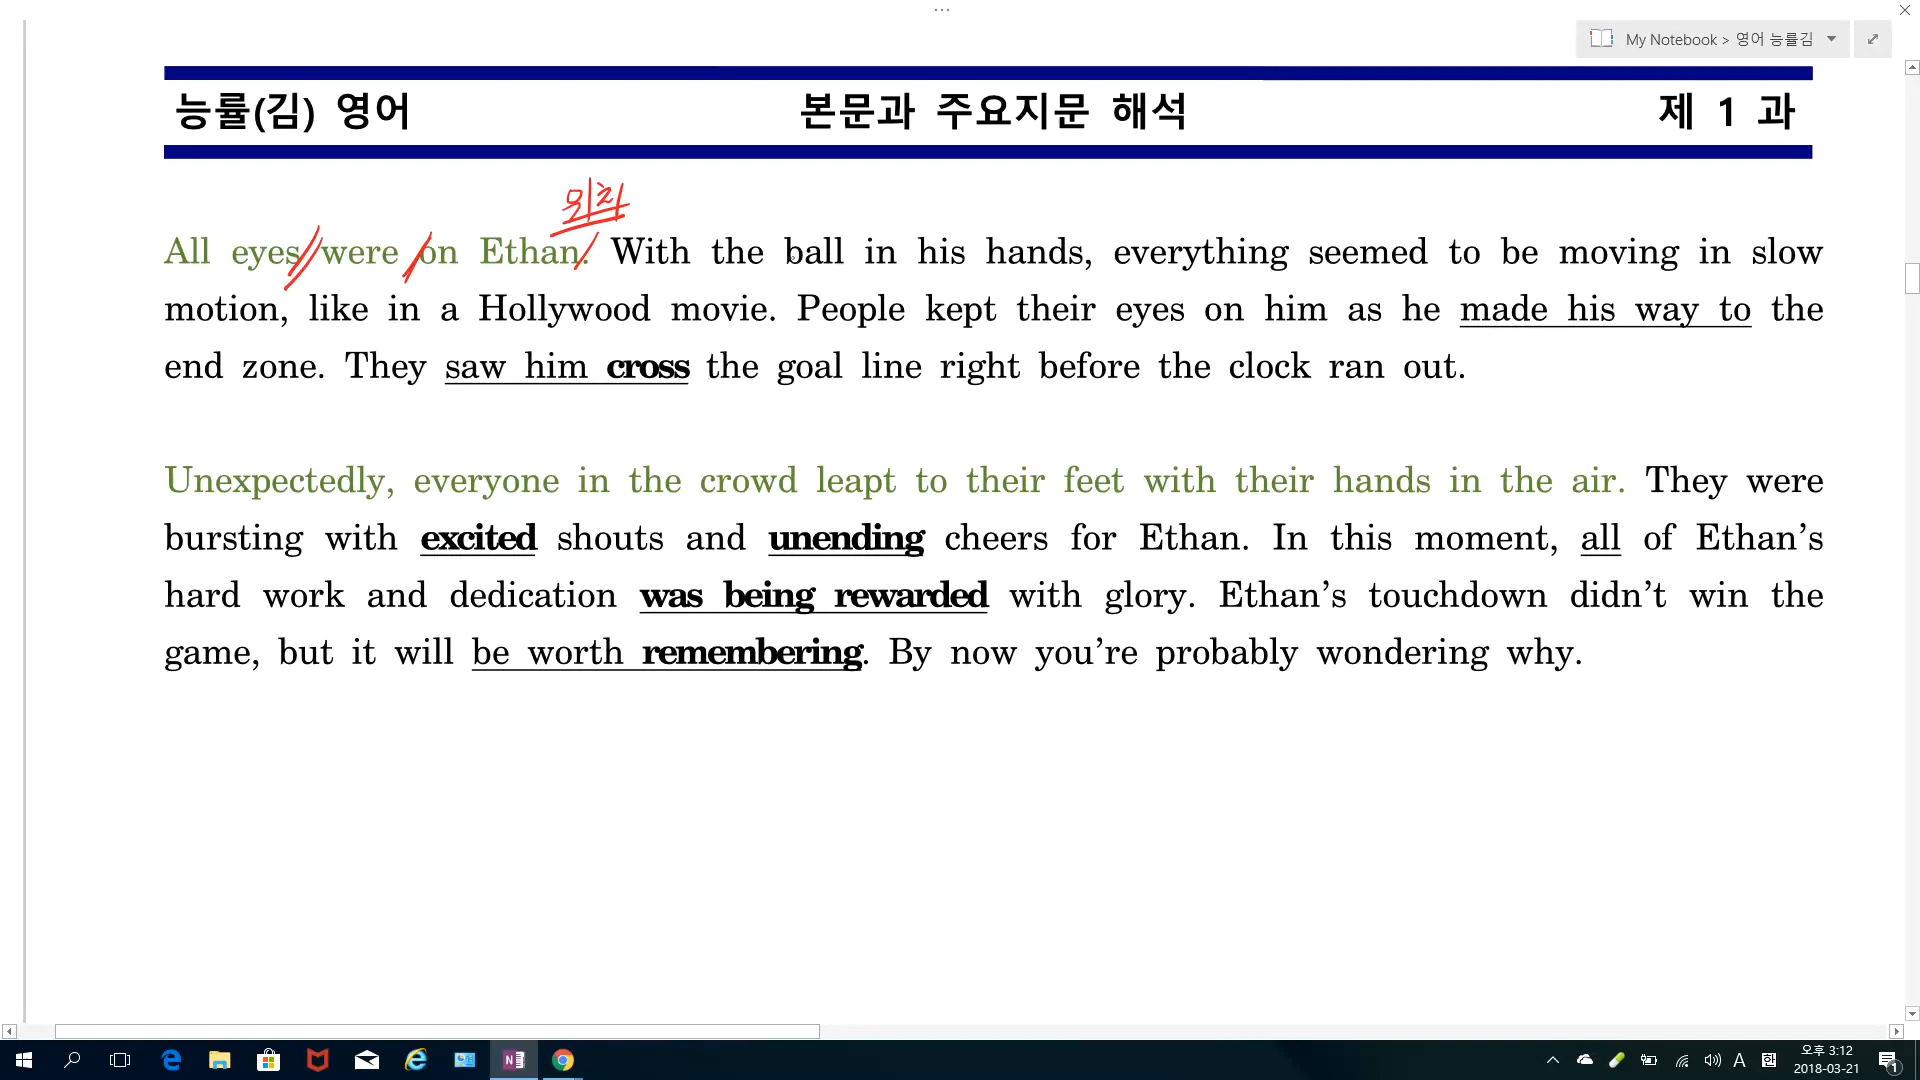 ...
My Notebook > 영어 능률김
능률(김) 영어 본문과 주요지문 해석 제 1 과
All eyes were on Ethan. With the ball in his hands, everything seemed to be moving in slow
motion, like in a Hollywood movie. People kept their eyes on him as he made his way to the
end zone. They saw him cross the goal line right before the clock ran out.
Unexpectedly, everyone in the crowd leapt to their feet with their hands in the air. They were
bursting with excited shouts and unending cheers for Ethan. In this moment, all of Ethan's
hard work and dedication was being rewarded with glory. Ethan's touchdown didn't win the
game, but it will be worth remembering. By now you're probably wondering why.
A 한 오후 3:12
2018-03-21
1